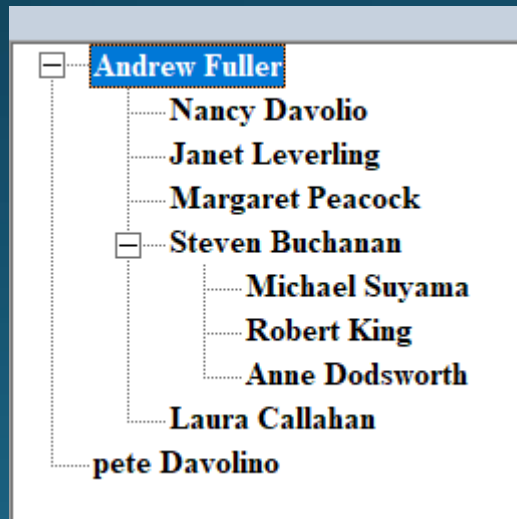 Andrew Fuller
Nancy Davolio
Janet Leverling
Margaret Peacock
Steven Buchanan
Michael Suyama
Robert King
Anne Dodsworth
Laura Callahan
pete Davolino